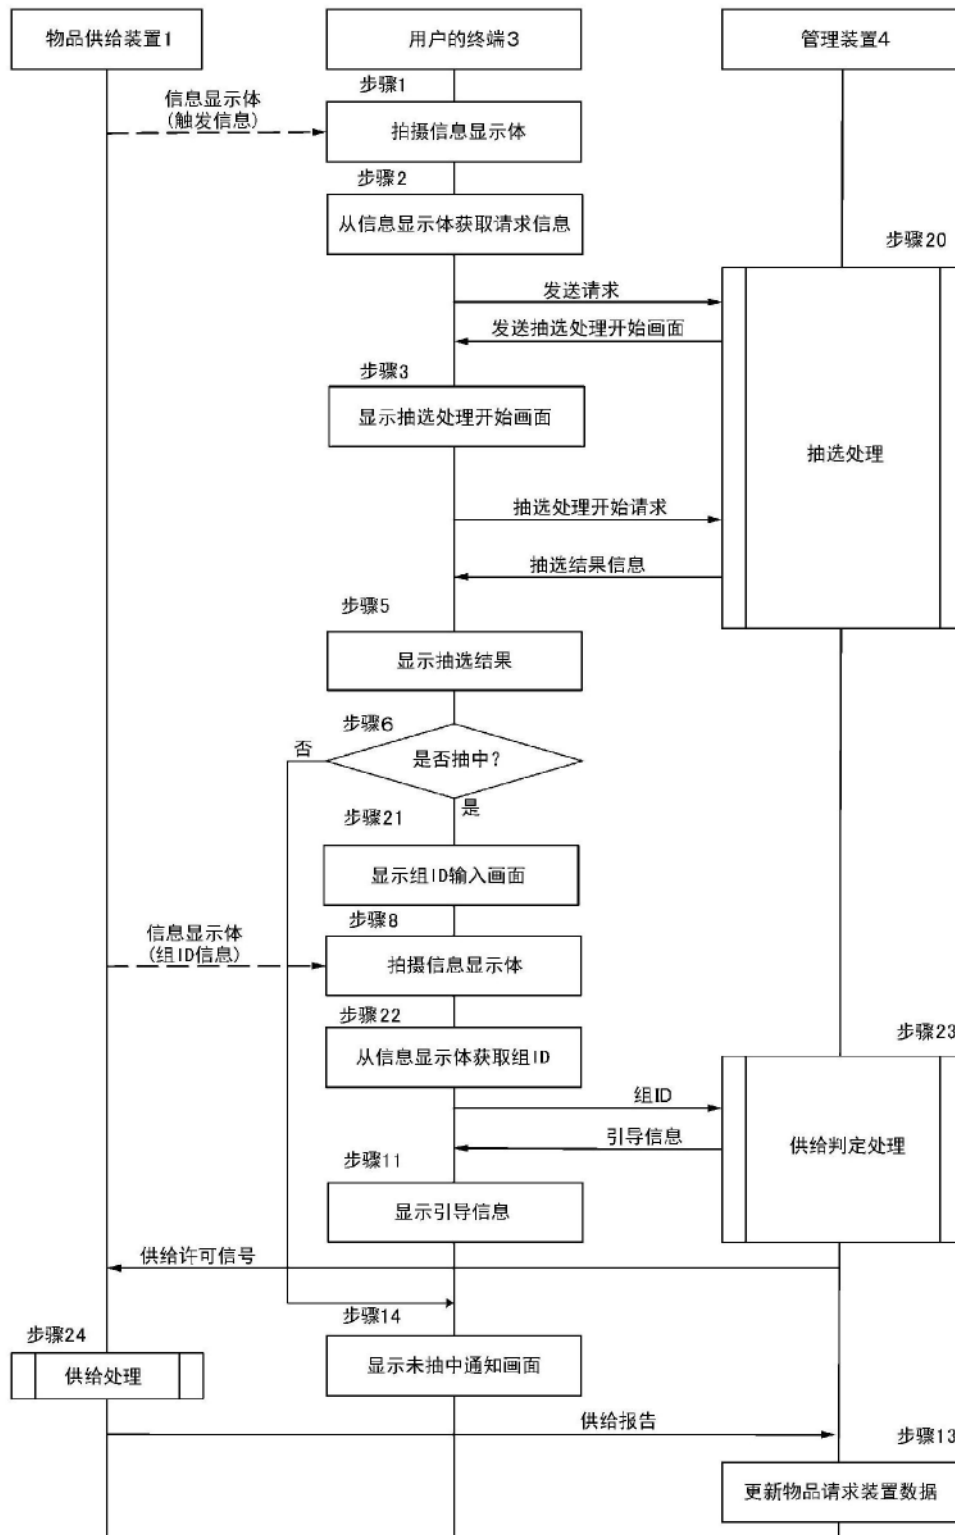 物品供给装置1
用户的终端3
管理装置4
步骤1
信息显示体
(触发信息)
拍摄信息显示体
步骤2
从信息显示体获取请求信息
步骤20
发送请求
发送抽选处理开始画面
步骤3
显示抽选处理开始画面
抽选处理
抽选处理开始请求
抽选结果信息
步骤5
显示抽选结果
步骤6
否
是否抽中?
是
步骤21
显示组ID输入画面
步骤8
信息显示体
(组ID信息)
拍摄信息显示体
步骤22
步骤23
从信息显示体获取组ID
组ID
引导信息
供给判定处理
步骤11
显示引导信息
供给许可信号
步骤14
步骤24
显示未抽中通知画面
供给处理
供给报告
步骤13
更新物品请求装置数据